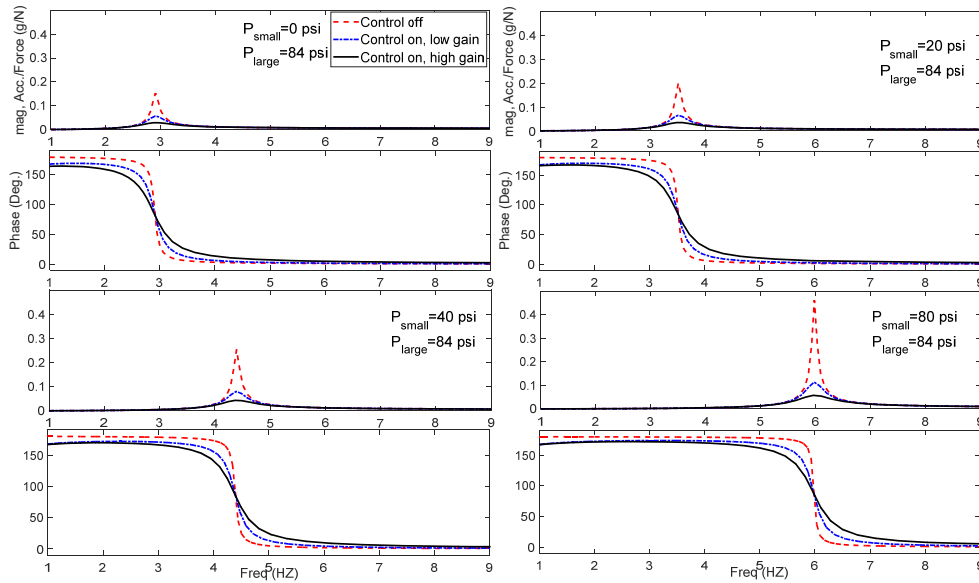 mag, Acc./Force (g/N)
0.4
0.3
0.2
0.1
0
P_small=0 psi
P_large=84 psi
Control off
Control on, low gain
Control on, high gain
1 2 3 4 5 6 7 8 9
Phase (Deg.)
150
100
50
0
1 2 3 4 5 6 7 8 9
mag, Acc./Force (g/N)
0.4
0.3
0.2
0.1
0
P_small=20 psi
P_large=84 psi
1 2 3 4 5 6 7 8 9
Phase (Deg.)
150
100
50
0
1 2 3 4 5 6 7 8 9
0.4
0.3
0.2
0.1
0
P_small=40 psi
P_large=84 psi
1 2 3 4 5 6 7 8 9
150
100
50
0
1 2 3 4 5 6 7 8 9
Freq (HZ)
0.4
0.3
0.2
0.1
0
P_small=80 psi
P_large=84 psi
1 2 3 4 5 6 7 8 9
150
100
50
0
1 2 3 4 5 6 7 8 9
Freq (HZ)